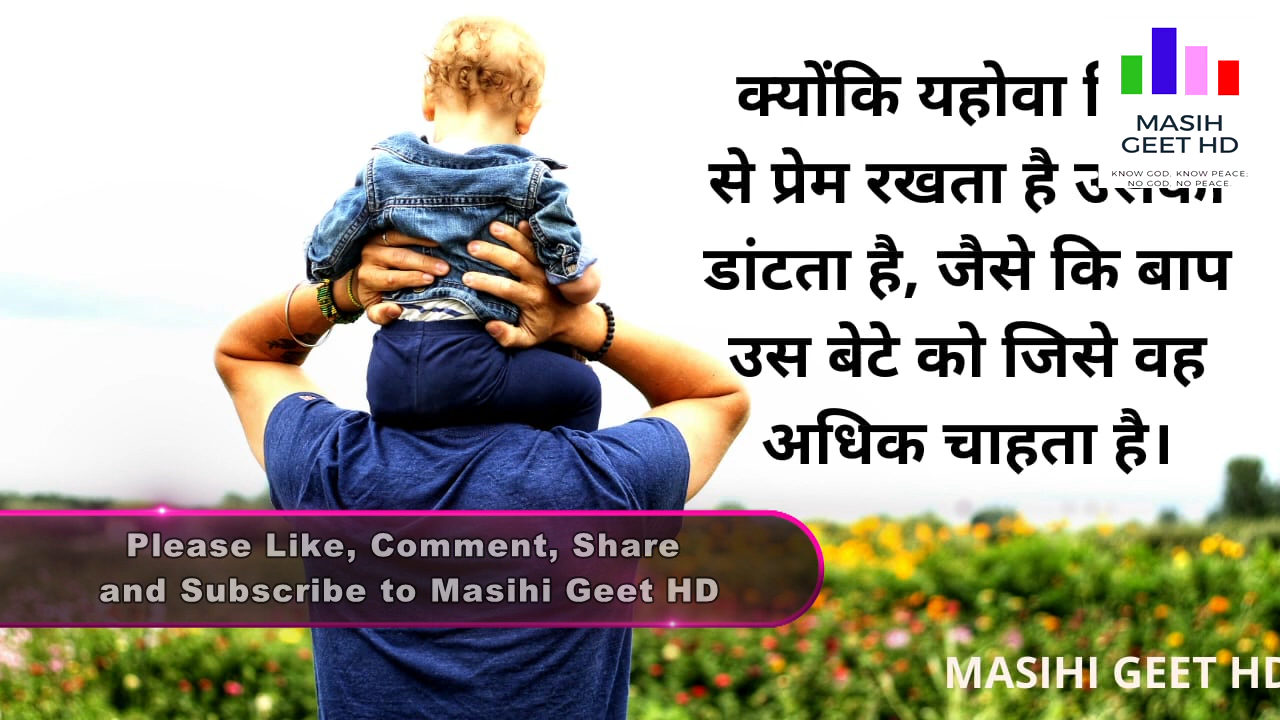 क्योंकि यहोवा
से प्रेम रखता है
डांटता है, जैसे कि बाप
उस बेटे को जिसे वह
अधिक चाहता है।
MASIH
GEET HD
KNOW GOD, KNOW PEACE;
NO GOD, NO PEACE.
Please Like, Comment, Share
and Subscribe to Masihi Geet HD
MASIHI GEET HD